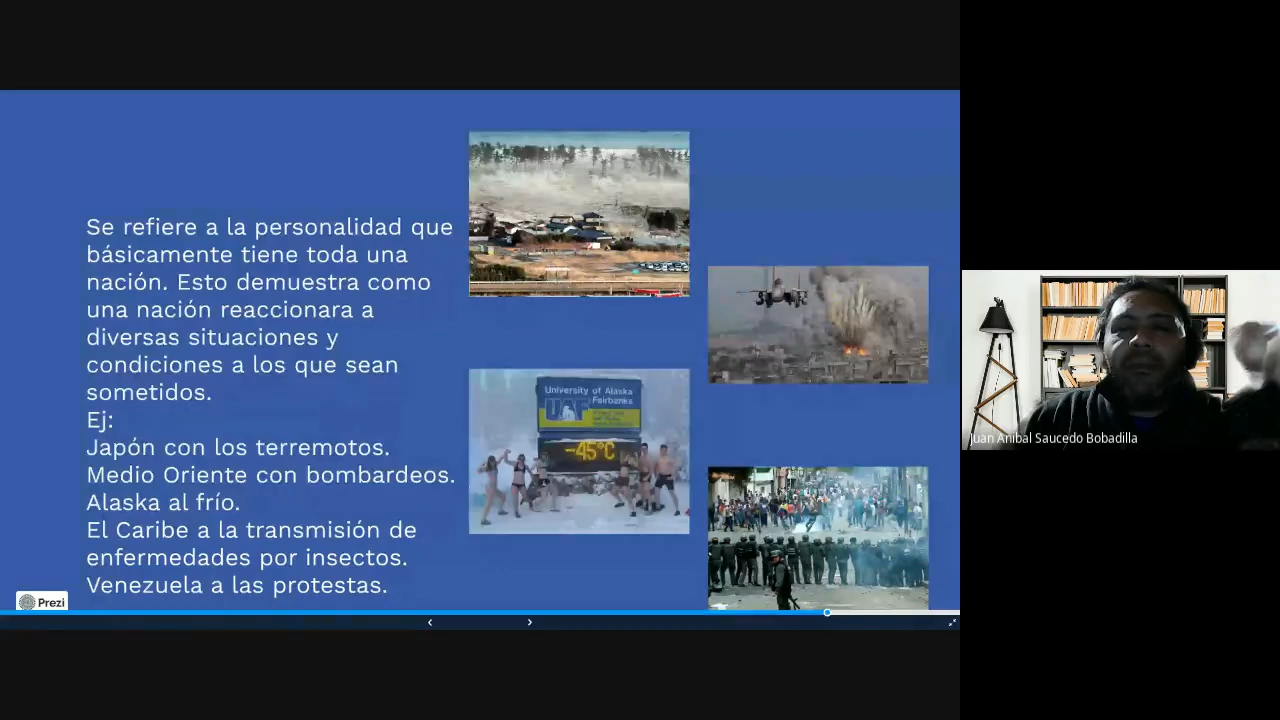 Se refiere a la personalidad que
básicamente tiene toda una
nación. Esto demuestra como
una nación reaccionara a
diversas situaciones y
condiciones a los que sean
sometidos.
Ej:
Japón con los terremotos.
Medio Oriente con bombardeos.
Alaska al frío.
El Caribe a la transmisión de
enfermedades por insectos.
Venezuela a las protestas.
University of Alaska
Fairbanks
UAF
-45°C
Prezi
Juan Anibal Saucedo Bobadilla